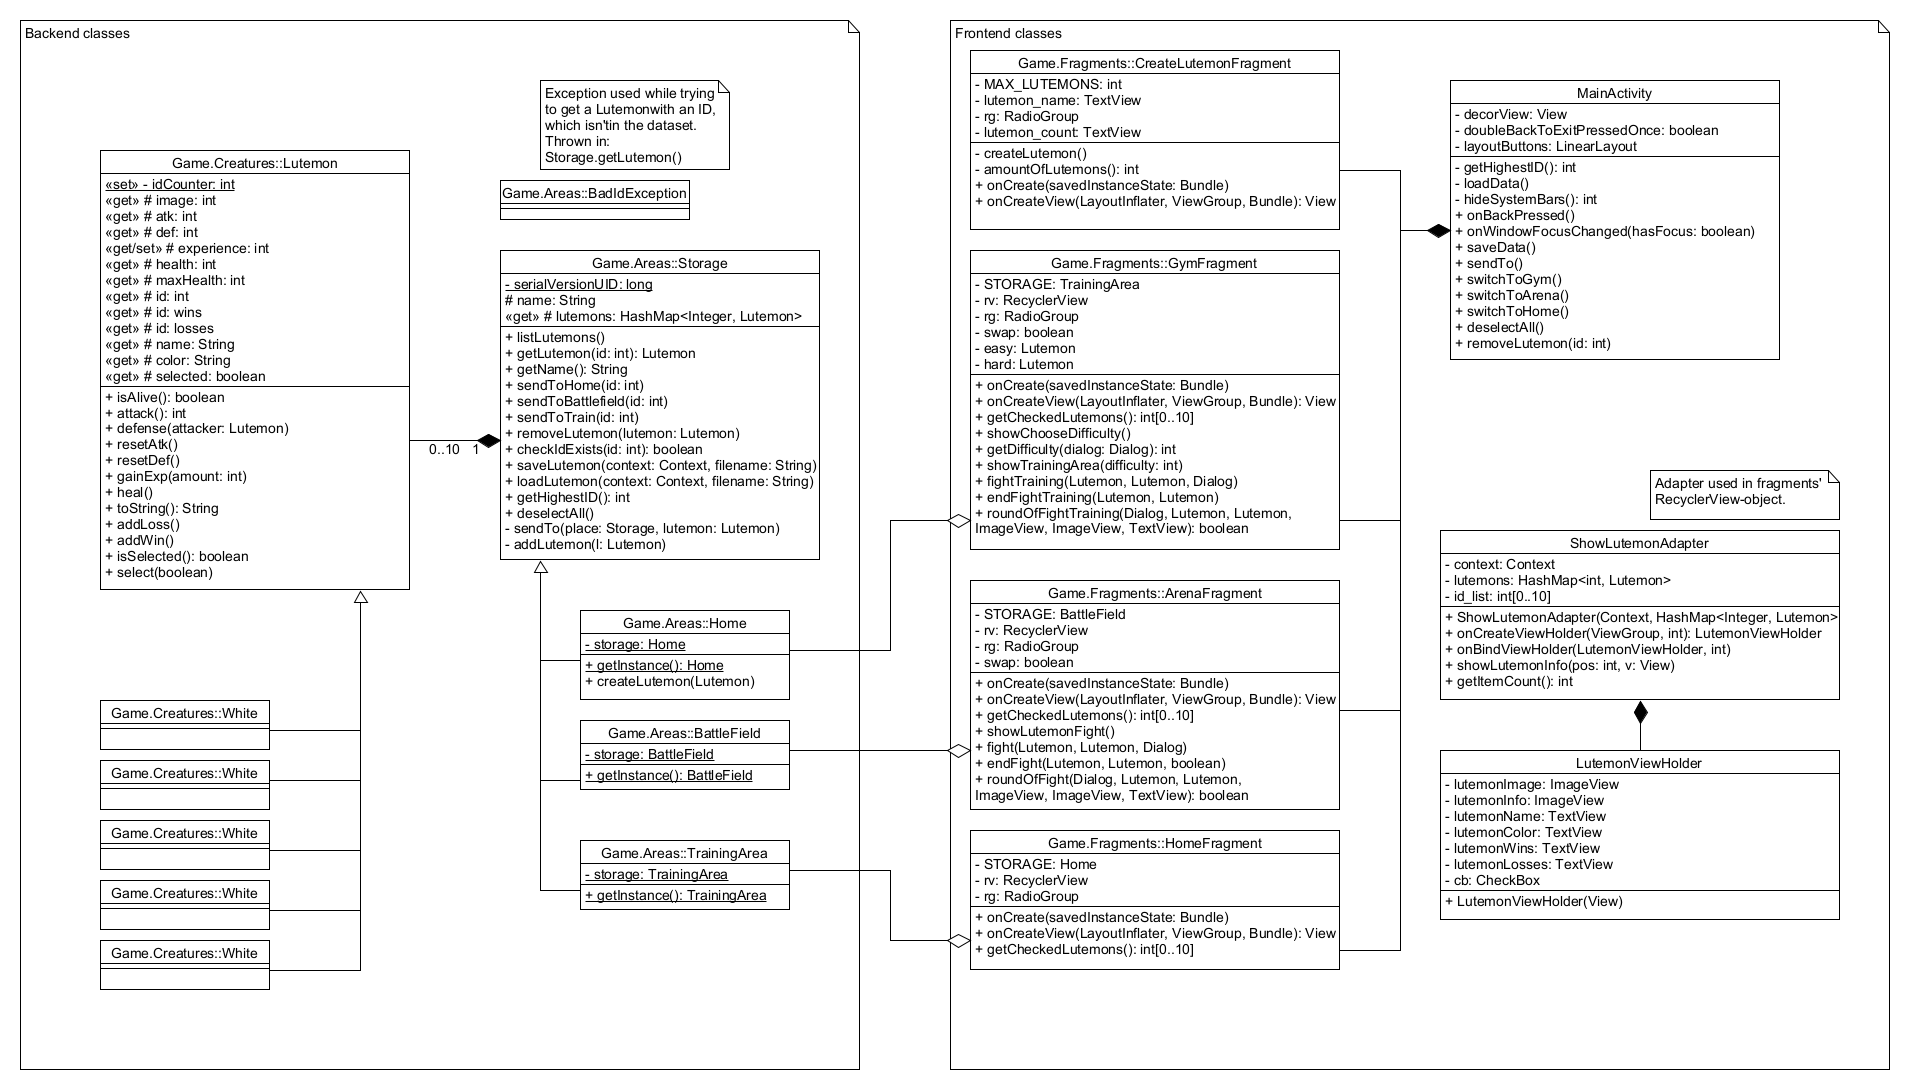 Backend classes
Exception used while trying
to get a Lutemonwith an ID,
which isn'tin the dataset.
Thrown in:
Storage.getLutemon()
Game.Creatures::Lutemon
«set» - idCounter: int
«get» # image: int
«get» # atk: int
«get» # def: int
«get/set» # experience: int
«get» # health: int
«get» # maxHealth: int
«get» # id: int
«get» # id: wins
«get» # id: losses
«get» # name: String
«get» # color: String
«get» # selected: boolean
+ isAlive(): boolean
+ attack(): int
+ defense(attacker: Lutemon)
+ resetAtk()
+ resetDef()
+ gainExp(amount: int)
+ heal()
+ toString(): String
+ addLoss()
+ addWin()
+ isSelected(): boolean
+ select(boolean)
0..10 1
Game.Areas::BadIdException
Game.Areas::Storage
- serialVersionUID: long
# name: String
«get» # lutemons: HashMap<Integer, Lutemon>
+ listLutemons()
+ getLutemon(id: int): Lutemon
+ getName(): String
+ sendToHome(id: int)
+ sendToBattlefield(id: int)
+ sendToTrain(id: int)
+ removeLutemon(lutemon: Lutemon)
+ checkIdExists(id: int): boolean
+ saveLutemon(context: Context, filename: String)
+ loadLutemon(context: Context, filename: String)
+ getHighestID(): int
+ deselectAll()
- sendTo(place: Storage, lutemon: Lutemon)
- addLutemon(l: Lutemon)
Game.Areas::Home
- storage: Home
+ getInstance(): Home
+ createLutemon(Lutemon)
Game.Areas::BattleField
- storage: BattleField
+ getInstance(): BattleField
Game.Areas::TrainingArea
- storage: TrainingArea
+ getInstance(): TrainingArea
Game.Creatures::White
Game.Creatures::White
Game.Creatures::White
Game.Creatures::White
Game.Creatures::White
Frontend classes
Game.Fragments::CreateLutemonFragment
- MAX_LUTEMONS: int
- lutemon_name: TextView
- rg: RadioGroup
- lutemon_count: TextView
- createLutemon()
- amountOfLutemons(): int
+ onCreate(savedInstanceState: Bundle)
+ onCreateView(LayoutInflater, ViewGroup, Bundle): View
Game.Fragments::GymFragment
- STORAGE: TrainingArea
- rv: RecyclerView
- rg: RadioGroup
- swap: boolean
- easy: Lutemon
- hard: Lutemon
+ onCreate(savedInstanceState: Bundle)
+ onCreateView(LayoutInflater, ViewGroup, Bundle): View
+ getCheckedLutemons(): int[0..10]
+ showChooseDifficulty()
+ getDifficulty(dialog: Dialog): int
+ showTrainingArea(difficulty: int)
+ fightTraining(Lutemon, Lutemon, Dialog)
+ endFightTraining(Lutemon, Lutemon)
+ roundOfFightTraining(Dialog, Lutemon, Lutemon,
ImageView, ImageView, TextView): boolean
Game.Fragments::ArenaFragment
- STORAGE: BattleField
- rv: RecyclerView
- rg: RadioGroup
- swap: boolean
+ onCreate(savedInstanceState: Bundle)
+ onCreateView(LayoutInflater, ViewGroup, Bundle): View
+ getCheckedLutemons(): int[0..10]
+ showLutemonFight()
+ fight(Lutemon, Lutemon, Dialog)
+ endFight(Lutemon, Lutemon, boolean)
+ roundOfFight(Dialog, Lutemon, Lutemon,
ImageView, ImageView, TextView): boolean
Game.Fragments::HomeFragment
- STORAGE: Home
- rv: RecyclerView
- rg: RadioGroup
+ onCreate(savedInstanceState: Bundle)
+ onCreateView(LayoutInflater, ViewGroup, Bundle): View
+ getCheckedLutemons(): int[0..10]
MainActivity
- decorView: View
- doubleBackToExitPressedOnce: boolean
- layoutButtons: LinearLayout
- getHighestID(): int
- loadData()
- hideSystemBars(): int
+ onBackPressed()
+ onWindowFocusChanged(hasFocus: boolean)
+ saveData()
+ sendTo()
+ switchToGym()
+ switchToArena()
+ switchToHome()
+ deselectAll()
+ removeLutemon(id: int)
Adapter used in fragments'
RecyclerView-object.
ShowLutemonAdapter
- context: Context
- lutemons: HashMap<int, Lutemon>
- id_list: int[0..10]
+ ShowLutemonAdapter(Context, HashMap<Integer, Lutemon>
+ onCreateViewHolder(ViewGroup, int): LutemonViewHolder
+ onBindViewHolder(LutemonViewHolder, int)
+ showLutemonInfo(pos: int, v: View)
+ getItemCount(): int
LutemonViewHolder
- lutemonImage: ImageView
- lutemonInfo: ImageView
- lutemonName: TextView
- lutemonColor: TextView
- lutemonWins: TextView
- lutemonLosses: TextView
- cb: CheckBox
+ LutemonViewHolder(View)